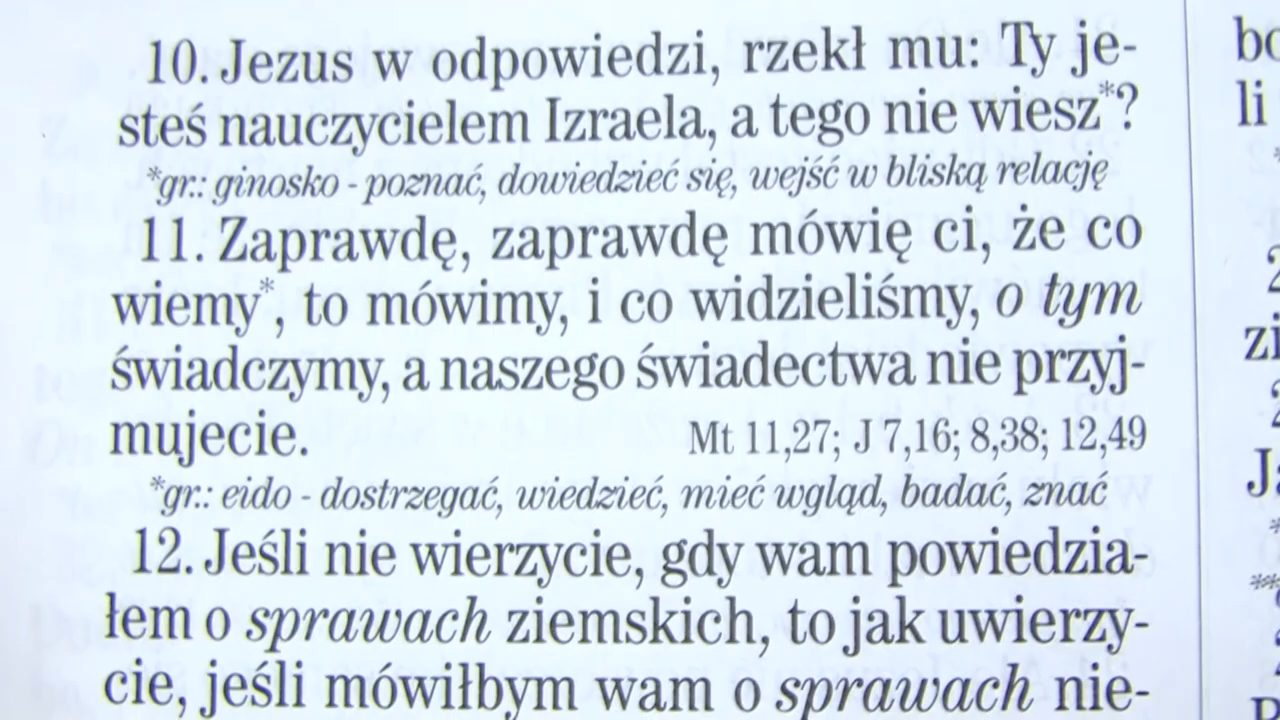 10. Jezus w odpowiedzi, rzekł mu: Ty je-
steś nauczycielem Izraela, a tego nie wiesz*?
*gr.: ginosko - poznać, dowiedzieć się, wejść w bliską relację
11. Zaprawdę, zaprawdę mówię ci, że co
wiemy*, to mówimy, i co widzieliśmy, o tym
świadczymy, a naszego świadectwa nie przyj-
mujecie. Mt 11,27; J 7,16; 8,38; 12,49
*gr.: eido - dostrzegać, wiedzieć, mieć wgląd, badać, znać
12. Jeśli nie wierzycie, gdy wam powiedzia-
łem o sprawach ziemskich, to jak uwierzy-
cie, jeśli mówiłbym wam o sprawach nie-